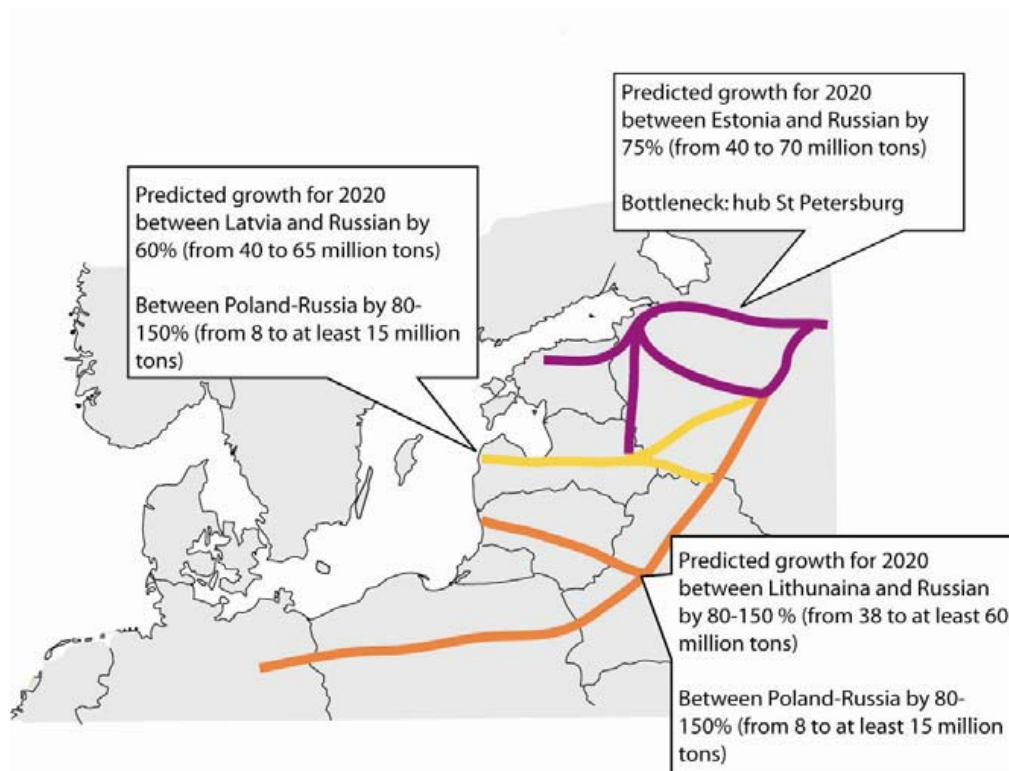 Predicted growth for 2020
between Estonia and Russian by
75% (from 40 to 70 million tons)
Bottleneck: hub St Petersburg
Predicted growth for 2020
between Latvia and Russian by
60% (from 40 to 65 million tons)
Between Poland-Russia by 80-
150% (from 8 to at least 15 million
tons)
Predicted growth for 2020
between Lithunaina and Russian
by 80-150 % (from 38 to at least 60
million tons)
Between Poland-Russia by 80-
150% (from 8 to at least 15 million
tons)